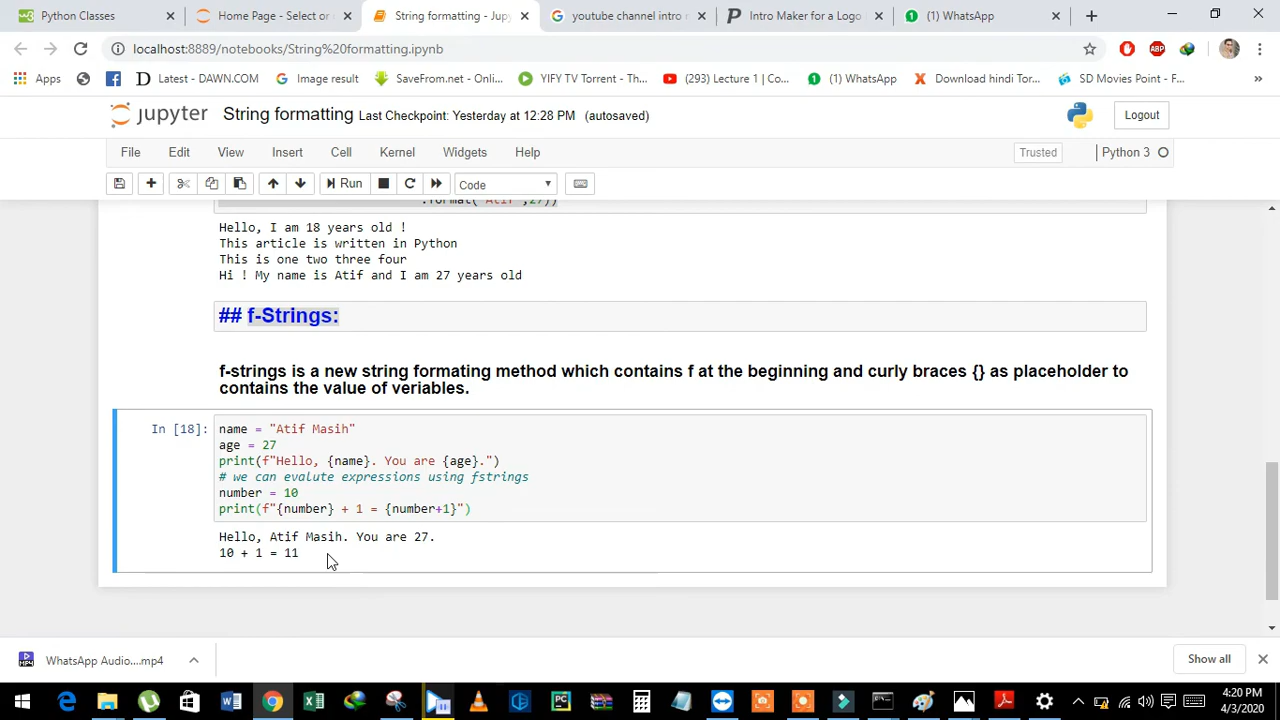 Python Classes
Home Page - Select or
String formatting - Jup
youtube channel intro
Intro Maker for a Logo
(1) WhatsApp
localhost:8889/notebooks/String%20formatting.ipynb
ABP
Apps
Latest - DAWN.COM
Image result
SaveFrom.net - Onl...
YIFY TV Torrent - Th...
(293) Lecture 1 | Co...
(1) WhatsApp
Download hindi Tor...
SD Movies Point - F...
»
jupyter
String formatting Last Checkpoint: Yesterday at 12:28 PM (autosaved)
Logout
File Edit View Insert Cell Kernel Widgets Help
Trusted
Python 3
Run
Code
.format("Atif",27))
Hello, I am 18 years old !
This article is written in Python
This is one two three four
Hi ! My name is Atif and I am 27 years old
## f-Strings:
f-strings is a new string formating method which contains f at the beginning and curly braces {} as placeholder to
contains the value of veriables.
In [18]:
name = "Atif Masih"
age = 27
print(f"Hello, {name}. You are {age}.")
# we can evalute expressions using fstrings
number = 10
print(f"{number} + 1 = {number+1}")
Hello, Atif Masih. You are 27.
10 + 1 = 11
WhatsApp Audio....mp4
Show all
4:20 PM
4/3/2020